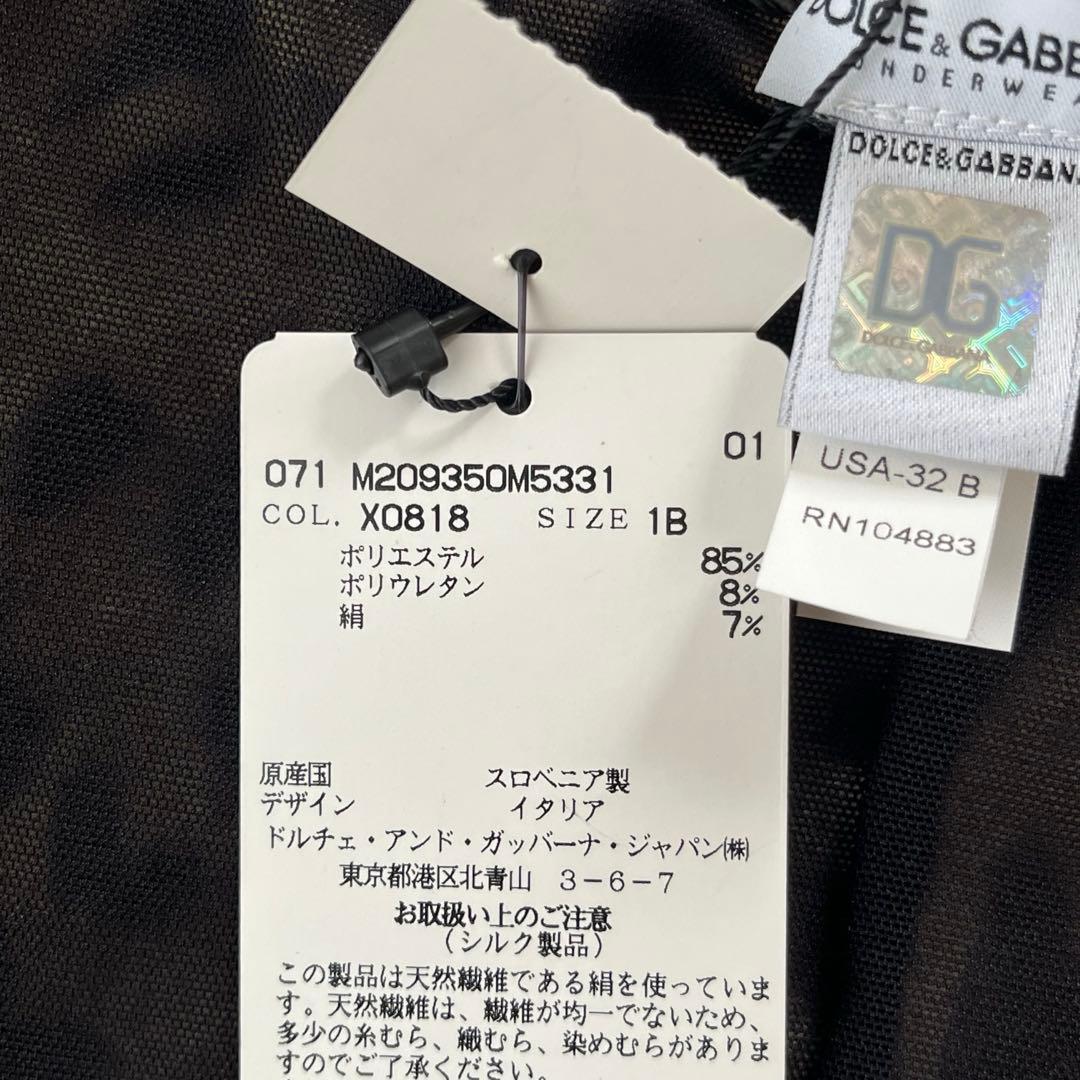 DOLCE & GABB
UNDERWEA
DOLCE&GABBAN
DG
DOLCE & GABBANA
USA-32 B
RN104883
01
071 M209350M5331
COL. X0818 SIZE 1B
ポリエステル 85%
ポリウレタン 8%
絹 7%
原産国 スロベニア製
デザイン イタリア
ドルチェ・アンド・ガッバーナ・ジャパン㈱
東京都港区北青山 3-6-7
お取扱い上のご注意
(シルク製品)
この製品は天然繊維である絹を使っていま
す。天然繊維は、繊維が均一でないため、
多少の糸むら、織むら、染めむらがありま
すのでご了承ください。